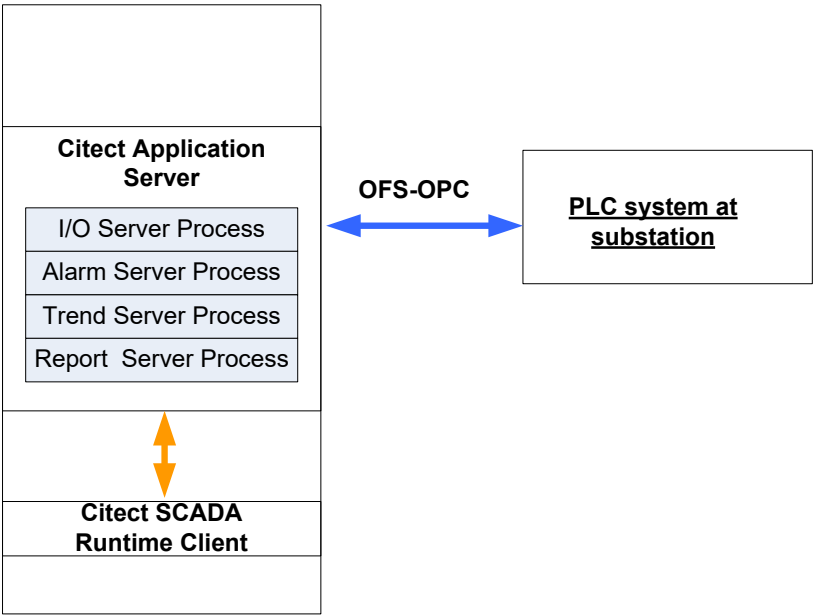 Citect Application
Server
I/O Server Process
Alarm Server Process
Trend Server Process
Report Server Process
OFS-OPC
PLC system at
substation
Citect SCADA
Runtime Client